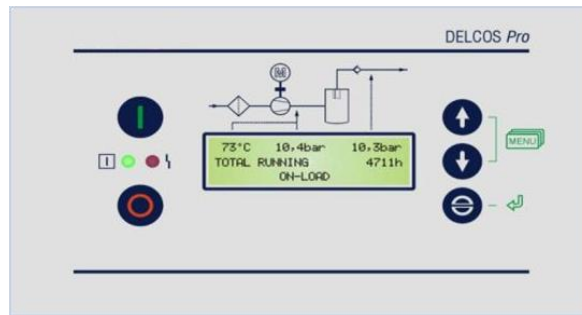 DELCOS Pro
M
73°C 10,4bar 10,3bar
TOTAL RUNNING 4711h
ON-LOAD
MENU